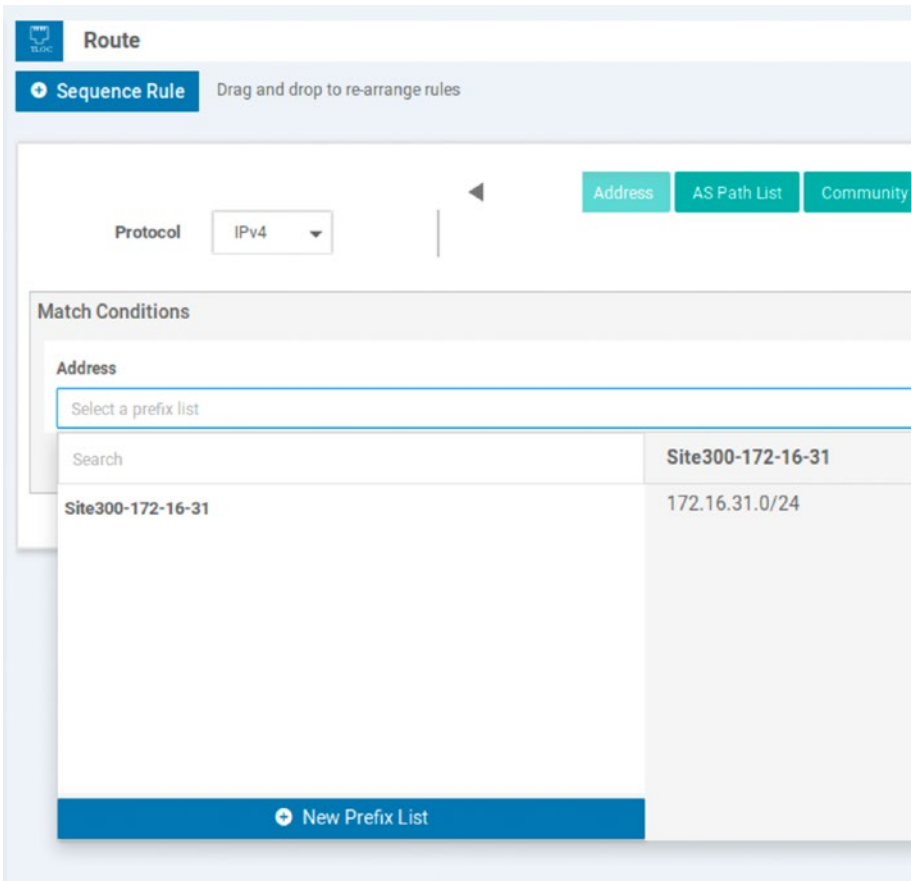 TLOC
Route
Sequence Rule
Drag and drop to re-arrange rules
Address
AS Path List
Community
Protocol
IPv4
Match Conditions
Address
Select a prefix list
Search
Site300-172-16-31
Site300-172-16-31
172.16.31.0/24
New Prefix List